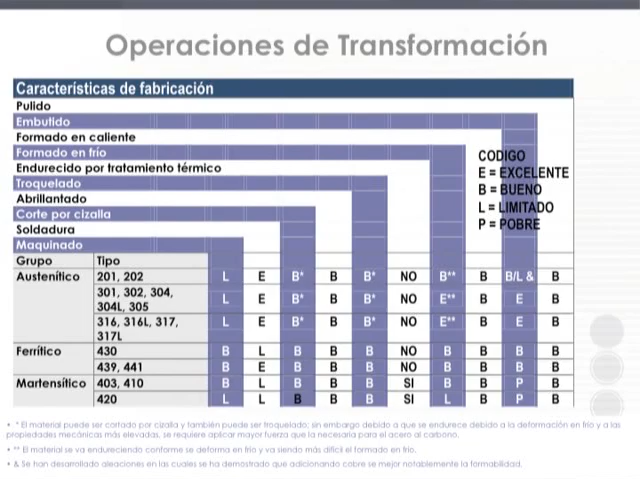 Operaciones de Transformación
Características de fabricación
Pulido
Embutido
Formado en caliente
Formado en frío
Endurecido por tratamiento térmico
Troquelado
Abrillantado
Corte por cizalla
Soldadura
Maquinado
CODIGO
E = EXCELENTE
B = BUENO
L = LIMITADO
P = POBRE
Grupo Tipo
Austenítico 201, 202 L E B* B B* NO B** B B/L & B
301, 302, 304,
304L, 305 L E B* B B* NO E** B E B
316, 316L, 317,
317L L E B* B B* NO E** B E B
Ferrítico 430 B L B B B NO B B B B
439, 441 B E B B B NO B B B B
Martensítico 403, 410 B L B B B SI B B P B
420 L L B B B SI L B P B
• * El material puede ser cortado por cizalla y también puede ser troquelado; sin embargo debido a que se endurece debido a la deformación en frío y a las
propiedades mecánicas más elevadas, se requiere aplicar mayor fuerza que la necesaria para el acero al carbono.
• ** El material se va endureciendo conforme se deforma en frío y va siendo más difícil el formado en frío.
• & Se han desarrollado aleaciones en las cuales se ha demostrado que adicionando cobre se mejor notablemente la formabilidad.